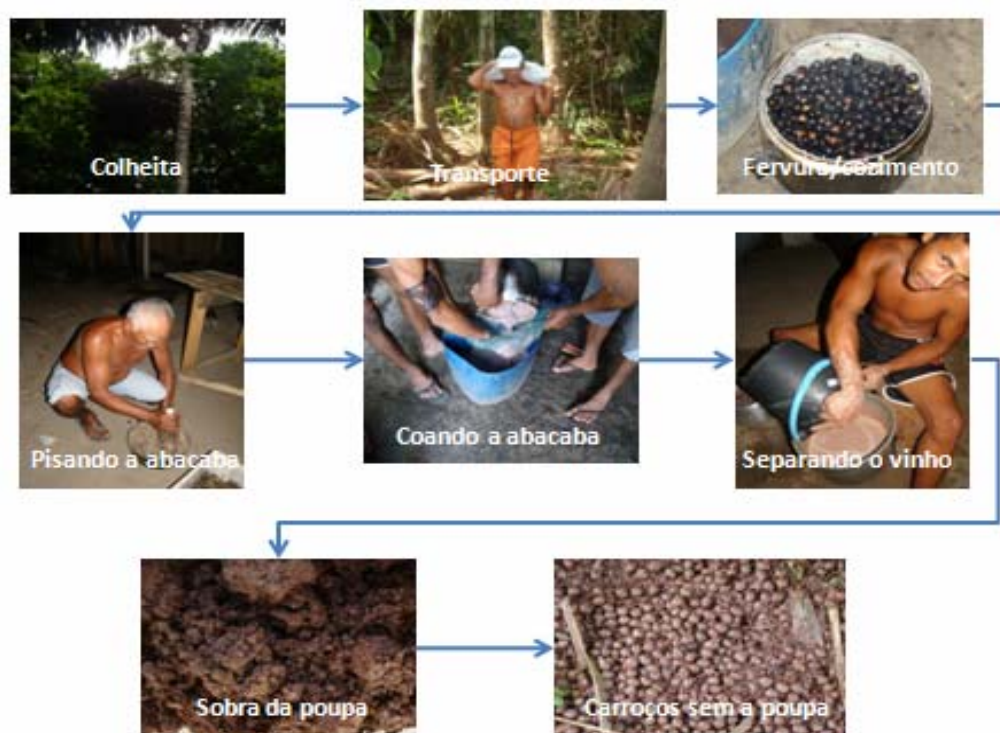 Colheita
Transporte
Fervura/cozimento
Pisando a abacaba
Coando a abacaba
Separando o vinho
Sobra da poupa
Carroços sem a poupa